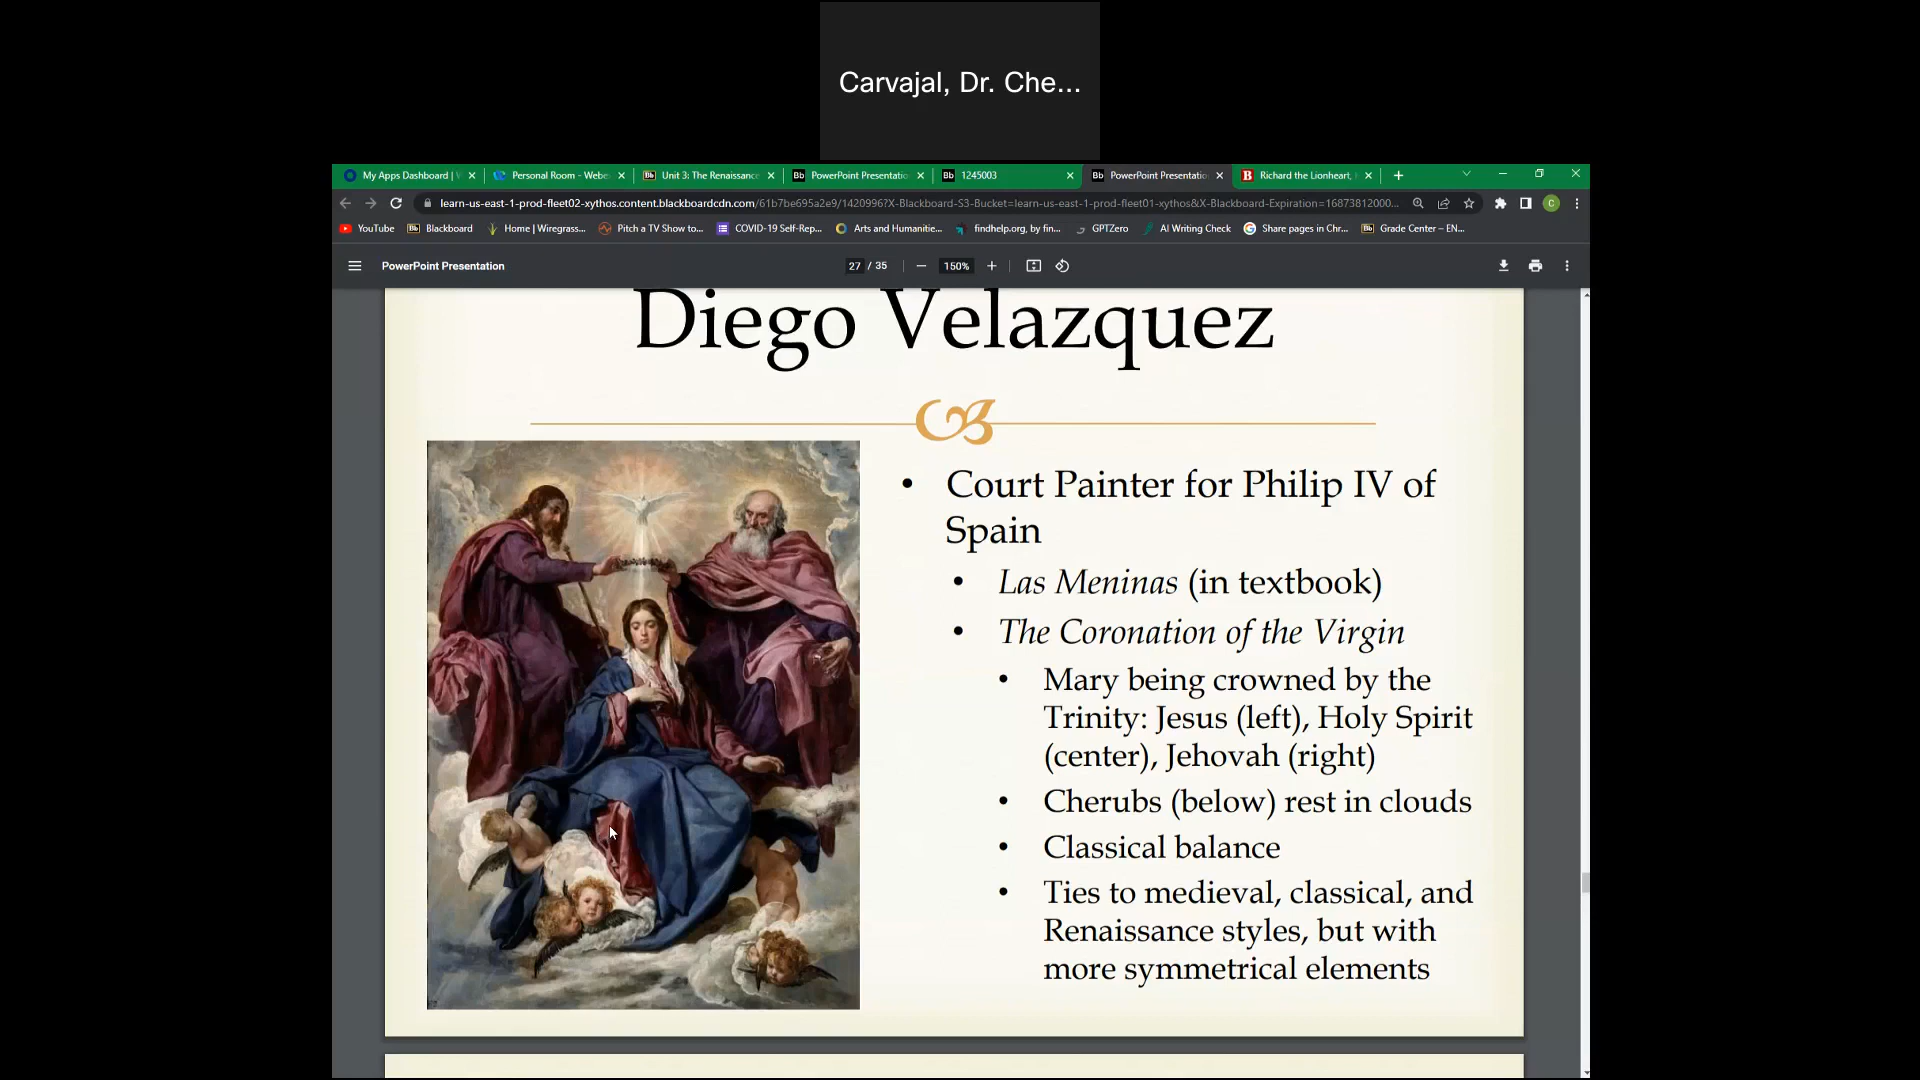 Carvajal, Dr. Che...
My Apps Dashboard |
Personal Room - Webe
Unit 3: The Renaissance
PowerPoint Presentatio
1245003
PowerPoint Presentatio
Richard the Lionheart,
learn-us-east-1-prod-fleet02-xythos.content.blackboardcdn.com/61b7be695a2e9/1420996?X-Blackboard-S3-Bucket=learn-us-east-1-prod-fleet01-xythos&X-Blackboard-Expiration=16873812000...
YouTube
Blackboard
Home | Wiregrass...
Pitch a TV Show to...
COVID-19 Self-Rep...
Arts and Humanitie...
findhelp.org, by fin...
GPTZero
AI Writing Check
Share pages in Chr...
Grade Center – EN...
PowerPoint Presentation
27 / 35
150%
Diego Velazquez
• Court Painter for Philip IV of
Spain
• Las Meninas (in textbook)
• The Coronation of the Virgin
• Mary being crowned by the
Trinity: Jesus (left), Holy Spirit
(center), Jehovah (right)
• Cherubs (below) rest in clouds
• Classical balance
• Ties to medieval, classical, and
Renaissance styles, but with
more symmetrical elements